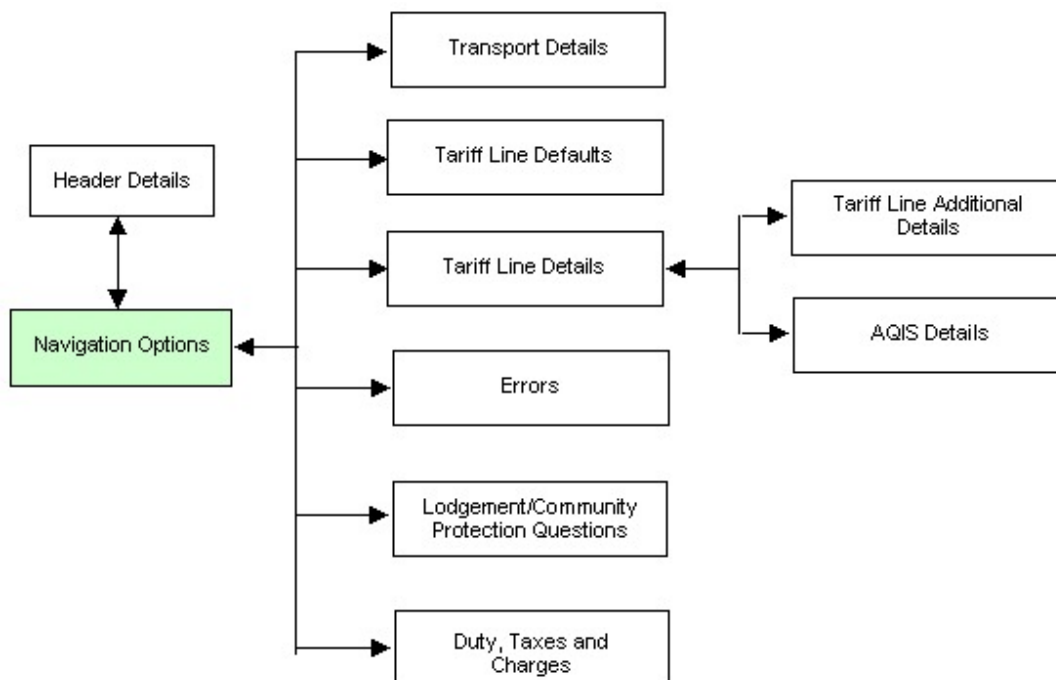 Transport Details
Tariff Line Defaults
Header Details
Tariff Line Additional
Details
Tariff Line Details
Navigation Options
AQIS Details
Errors
Lodgement/Community
Protection Questions
Duty, Taxes and
Charges